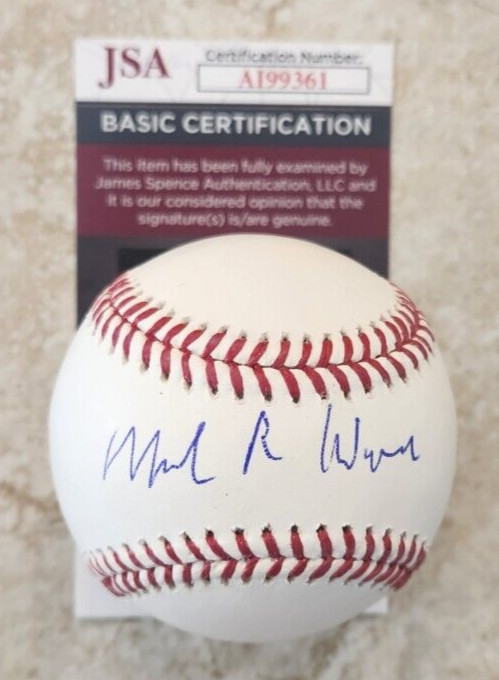 JSA
Certification Number:
AI99361
BASIC CERTIFICATION
This item has been fully examined by
James Spence Authentication, LLC and
it is our considered opinion that the
signature(s) is/are genuine.
R